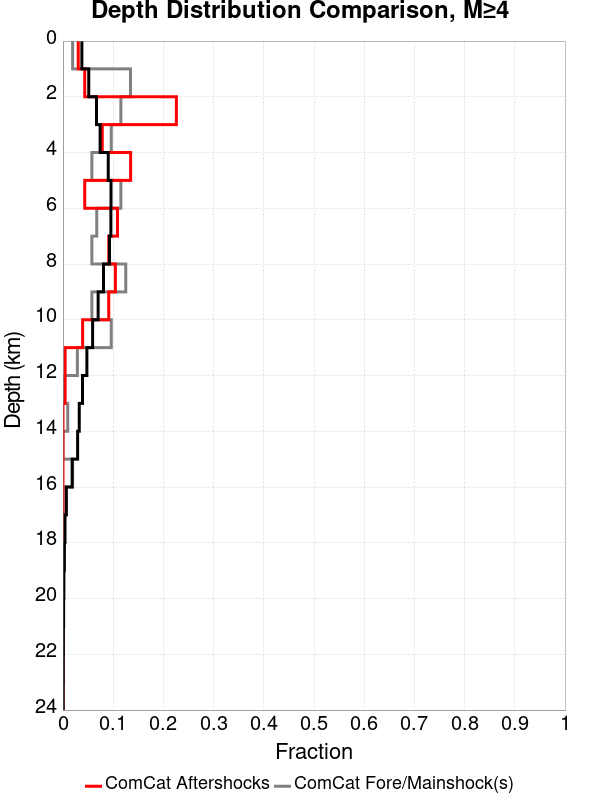 Depth Distribution Comparison, M≥4
0
2
4
6
8
10
12
14
16
18
20
22
24
Depth (km)
0 0.1 0.2 0.3 0.4 0.5 0.6 0.7 0.8 0.9 1
Fraction
ComCat Aftershocks ComCat Fore/Mainshock(s)